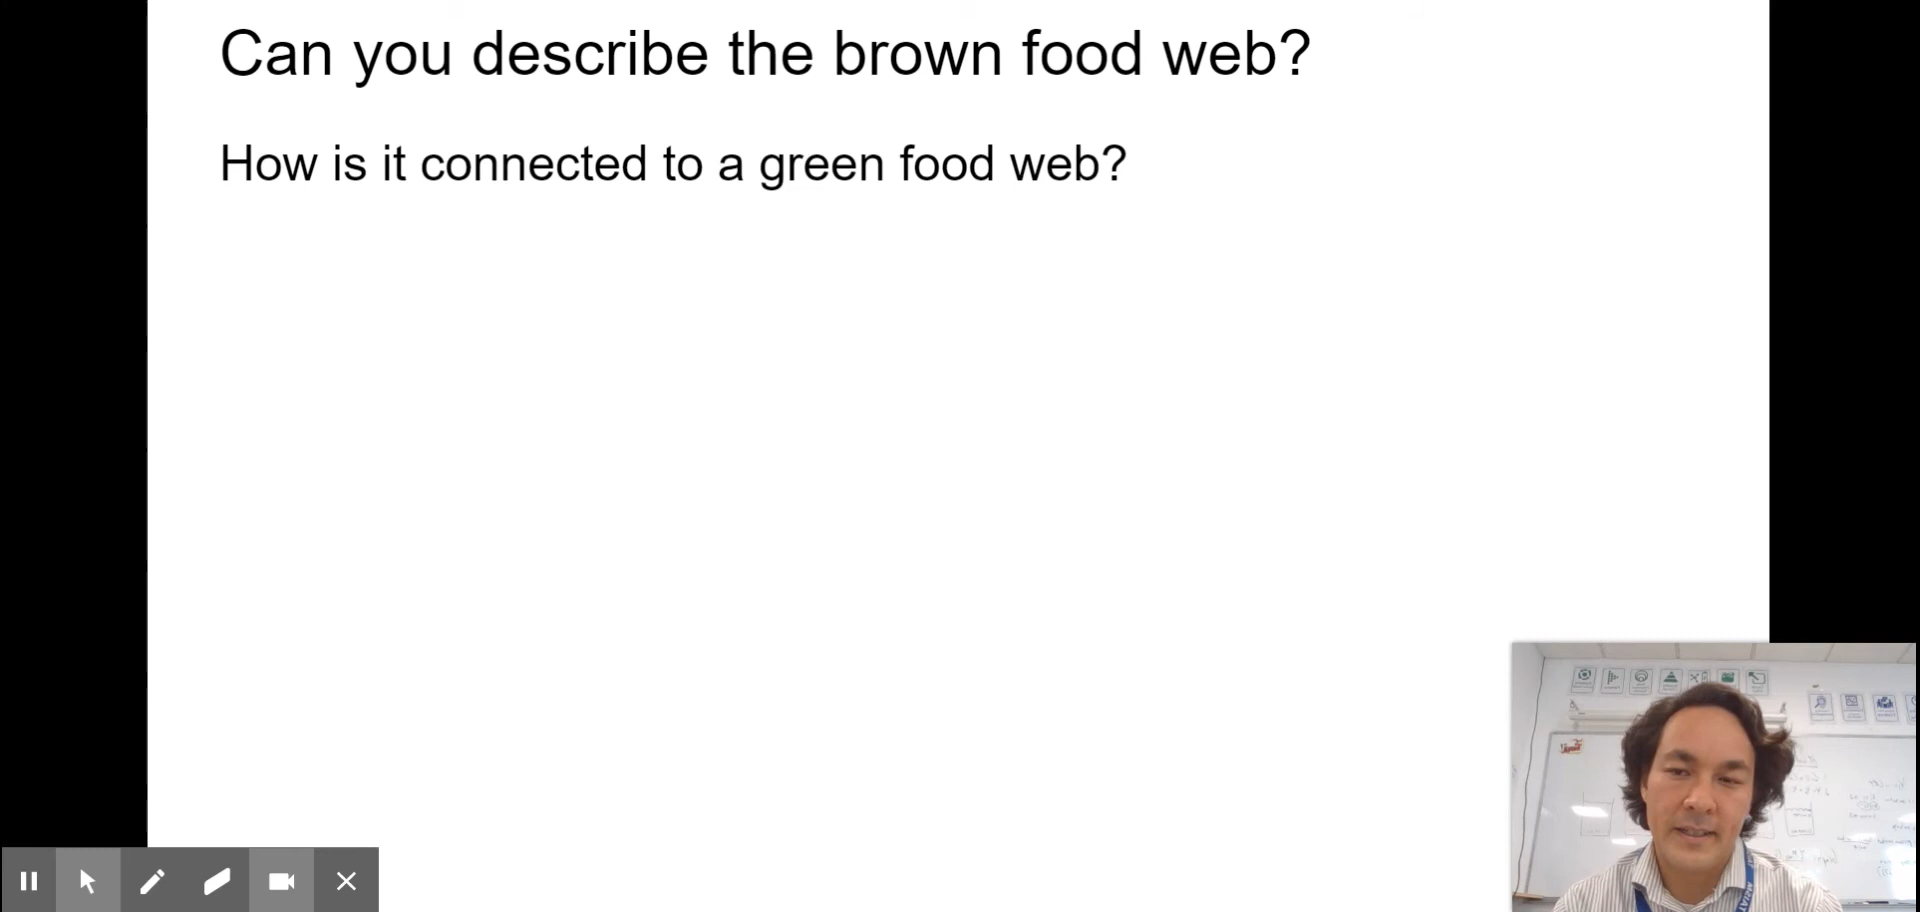 Can you describe the brown food web?
How is it connected to a green food web?